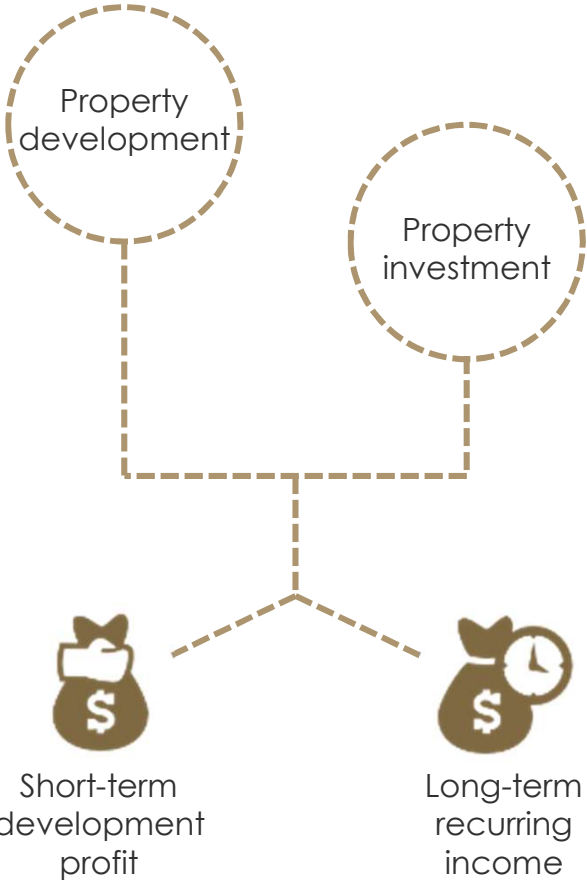 Property
development
Property
investment
$
$
Short-term
development
profit
Long-term
recurring
income